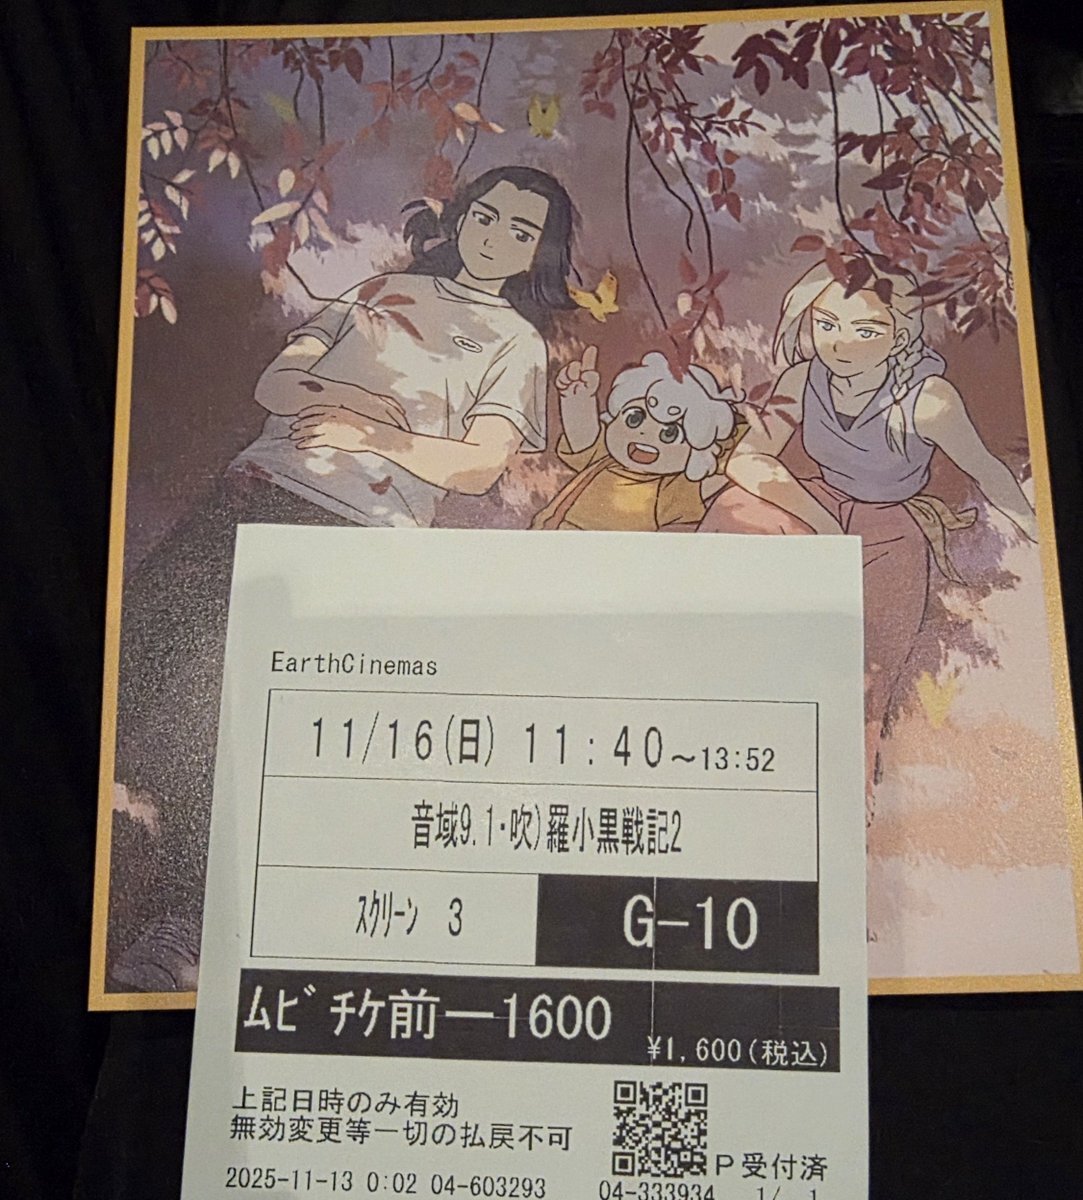 EarthCinemas
11/16(日) 11:40～13:52
音域9.1・吹)羅小黒戦記2
ｽｸﾘｰﾝ 3
G-10
ﾑﾋﾞﾁｹ前一1600
¥1,600(税込)
上記日時のみ有効
無効変更等一切の払戻不可
P受付済
2025-11-13 0:02 04-603293
04-333934 1/ 1